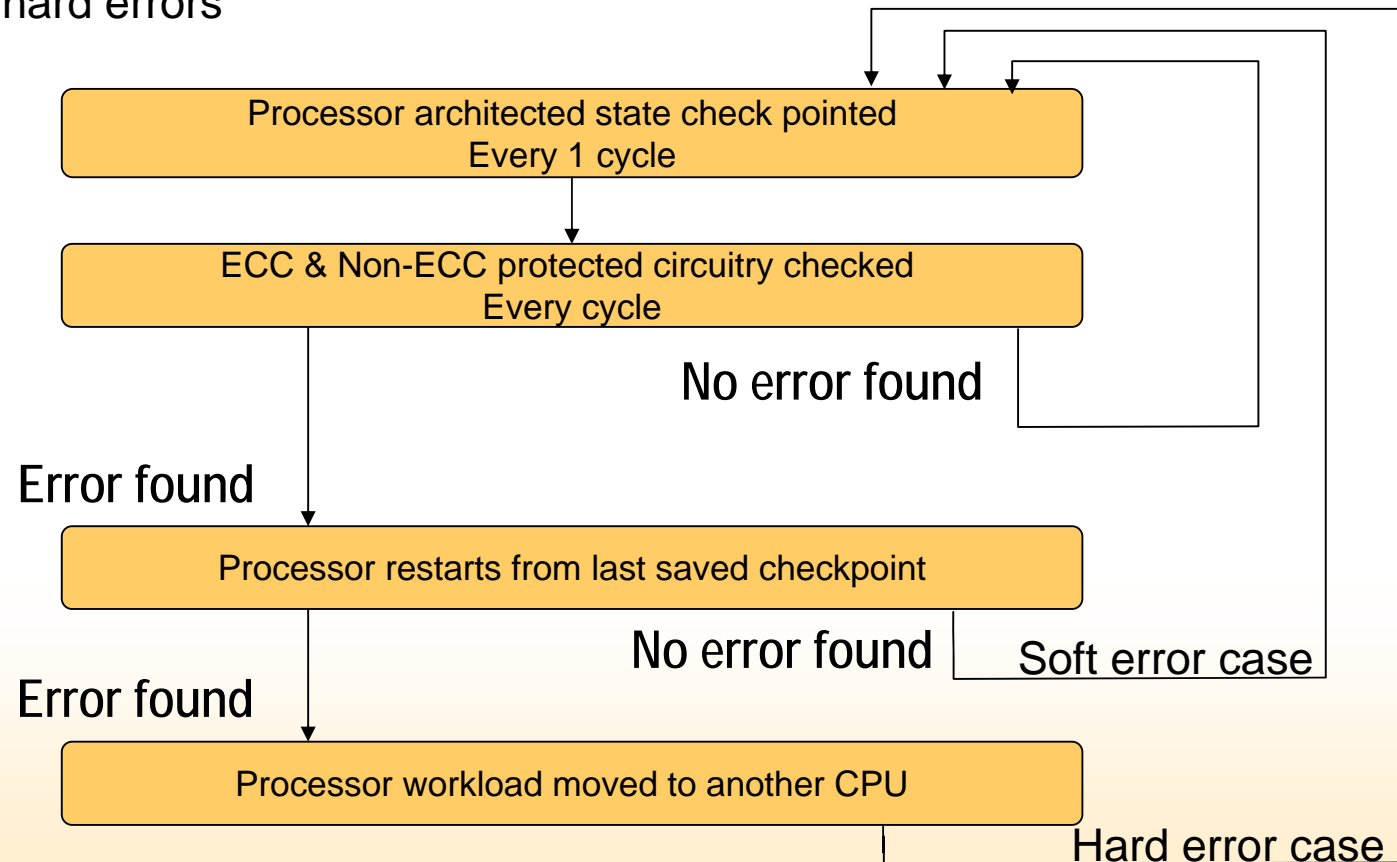 hard errors
Processor architected state check pointed
Every 1 cycle
ECC & Non-ECC protected circuitry checked
Every cycle
No error found
Error found
Processor restarts from last saved checkpoint
No error found
Soft error case
Error found
Processor workload moved to another CPU
Hard error case